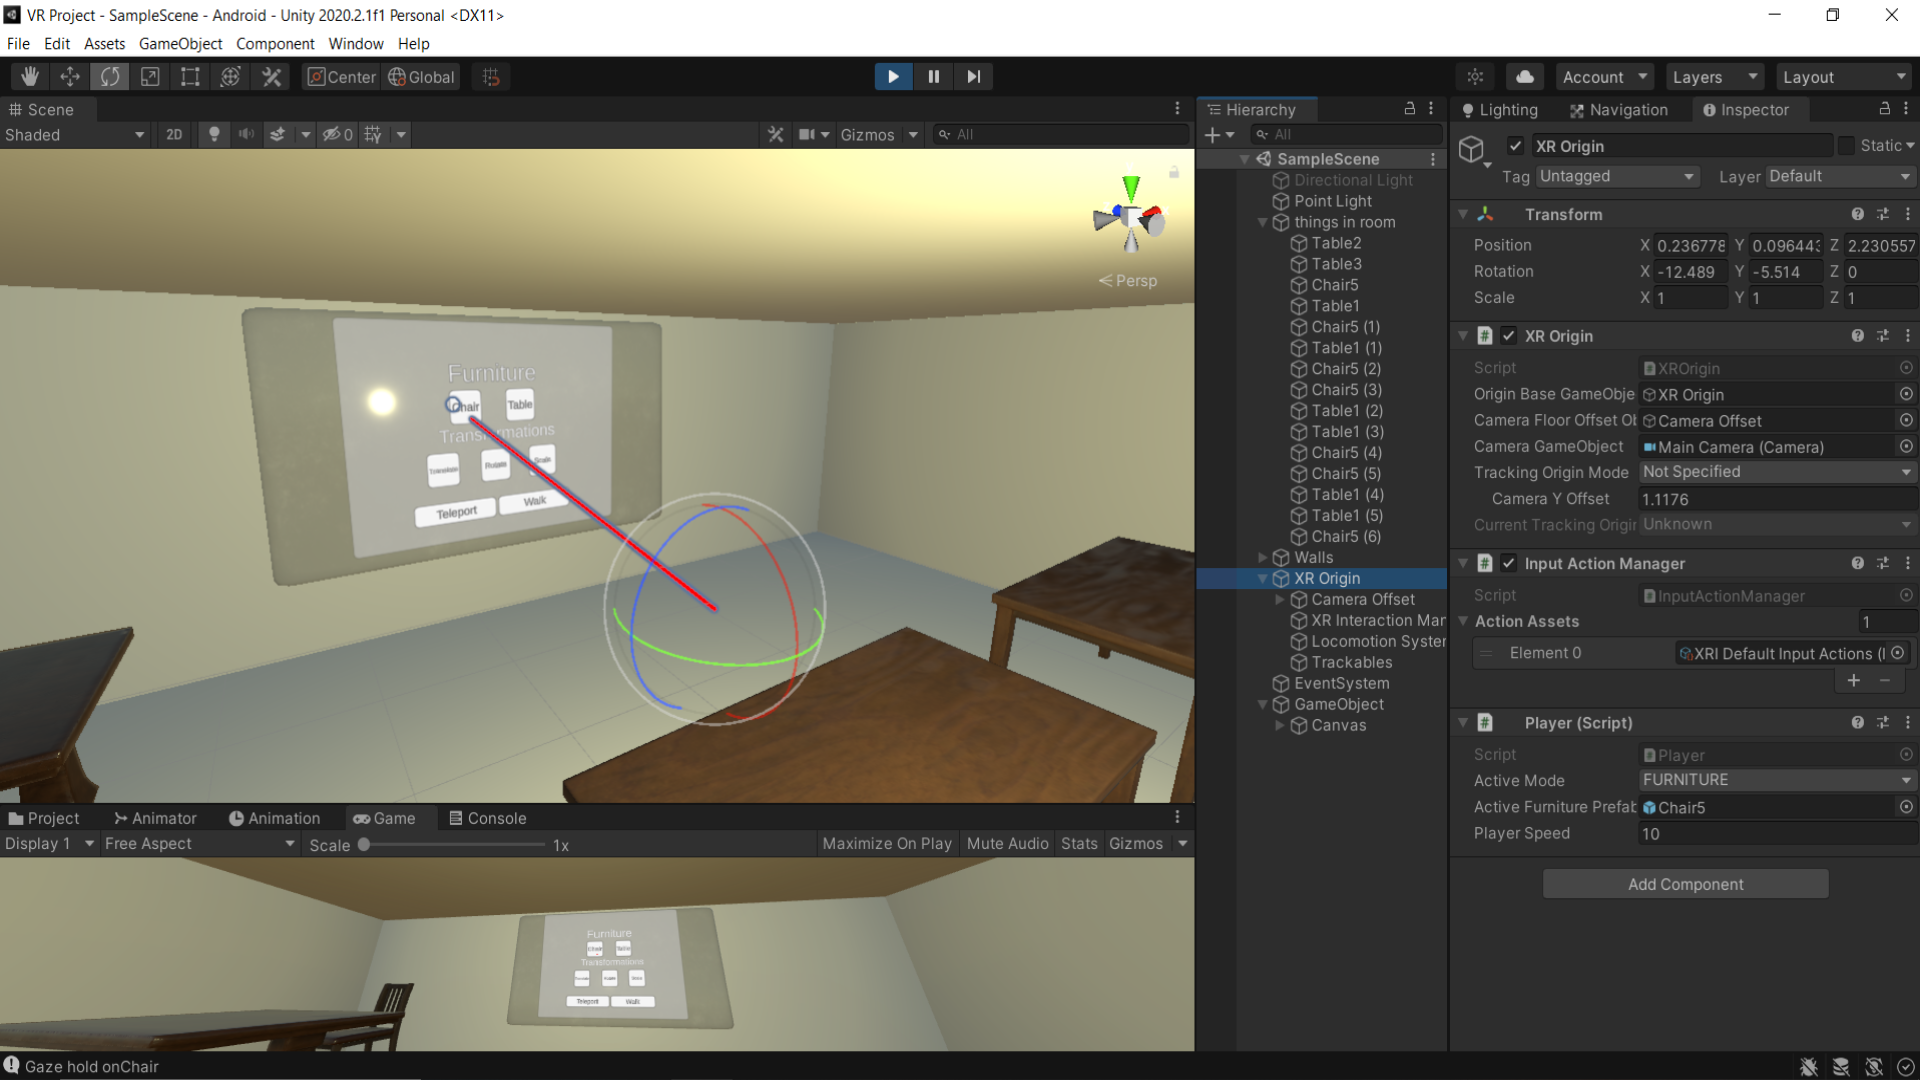 VR Project - SampleScene - Android - Unity 2020.2.1f1 Personal <DX11>
File Edit Assets GameObject Component Window Help
Center Global
Account Layers Layout
Scene
Shaded 2D 0 Gizmos All
Persp
Furniture
Chair Table
Transformations
Translate Rotate Scale
Teleport Walk
Hierarchy
All
SampleScene
Directional Light
Point Light
things in room
Table2
Table3
Chair5
Table1
Chair5 (1)
Table1 (1)
Chair5 (2)
Chair5 (3)
Table1 (2)
Table1 (3)
Chair5 (4)
Chair5 (5)
Table1 (4)
Table1 (5)
Chair5 (6)
Walls
XR Origin
Camera Offset
XR Interaction Mar
Locomotion System
Trackables
EventSystem
GameObject
Canvas
Lighting Navigation Inspector
XR Origin Static
Tag Untagged Layer Default
Transform
Position X 0.236778 Y 0.096443 Z 2.230557
Rotation X -12.489 Y -5.514 Z 0
Scale X 1 Y 1 Z 1
XR Origin
Script XROrigin
Origin Base GameObje XR Origin
Camera Floor Offset Ob Camera Offset
Camera GameObject Main Camera (Camera)
Tracking Origin Mode Not Specified
Camera Y Offset 1.1176
Current Tracking Origin Unknown
Input Action Manager
Script InputActionManager
Action Assets 1
Element 0 XRI Default Input Actions (I
Player (Script)
Script Player
Active Mode FURNITURE
Active Furniture Prefab Chair5
Player Speed 10
Add Component
Project Animator Animation Game Console
Display 1 Free Aspect Scale 1x Maximize On Play Mute Audio Stats Gizmos
Furniture
Chair Table
Transformations
Teleport Walk
Gaze hold onChair